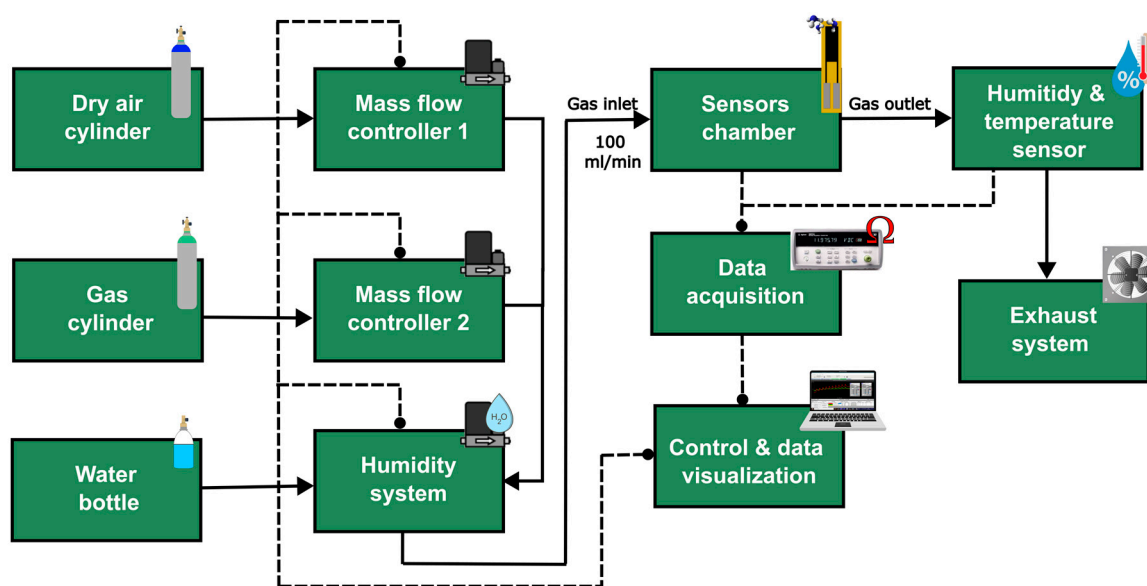 Dry air
cylinder
Mass flow
controller 1
Gas inlet
100
ml/min
Sensors
chamber
Gas outlet
%
Humitidy &
temperature
sensor
Gas
cylinder
Mass flow
controller 2
Data
acquisition
Ω
Exhaust
system
Water
bottle
H₂O
Humidity
system
Control & data
visualization